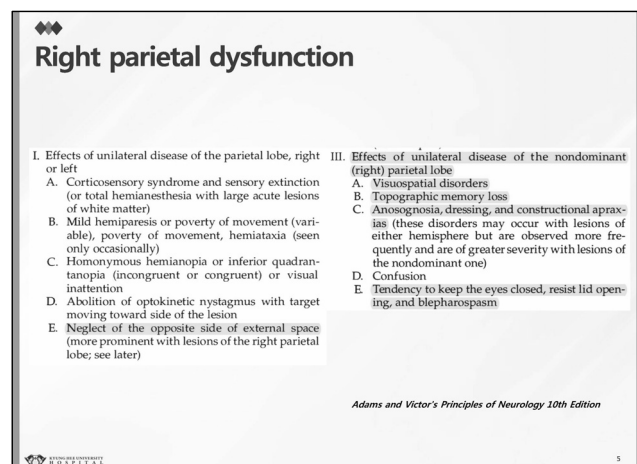 Right parietal dysfunction
I. Effects of unilateral disease of the parietal lobe, right
or left
A. Corticosensory syndrome and sensory extinction
(or total hemianesthesia with large acute lesions
of white matter)
B. Mild hemiparesis or poverty of movement (vari-
able), poverty of movement, hemiataxia (seen
only occasionally)
C. Homonymous hemianopia or inferior quadran-
tanopia (incongruent or congruent) or visual
inattention
D. Abolition of optokinetic nystagmus with target
moving toward side of the lesion
E. Neglect of the opposite side of external space
(more prominent with lesions of the right parietal
lobe; see later)
III. Effects of unilateral disease of the nondominant
(right) parietal lobe
A. Visuospatial disorders
B. Topographic memory loss
C. Anosognosia, dressing, and constructional aprax-
ias (these disorders may occur with lesions of
either hemisphere but are observed more fre-
quently and are of greater severity with lesions of
the nondominant one)
D. Confusion
E. Tendency to keep the eyes closed, resist lid open-
ing, and blepharospasm
Adams and Victor's Principles of Neurology 10th Edition
KYUNG HEE UNIVERSITY
HOSPITAL
5